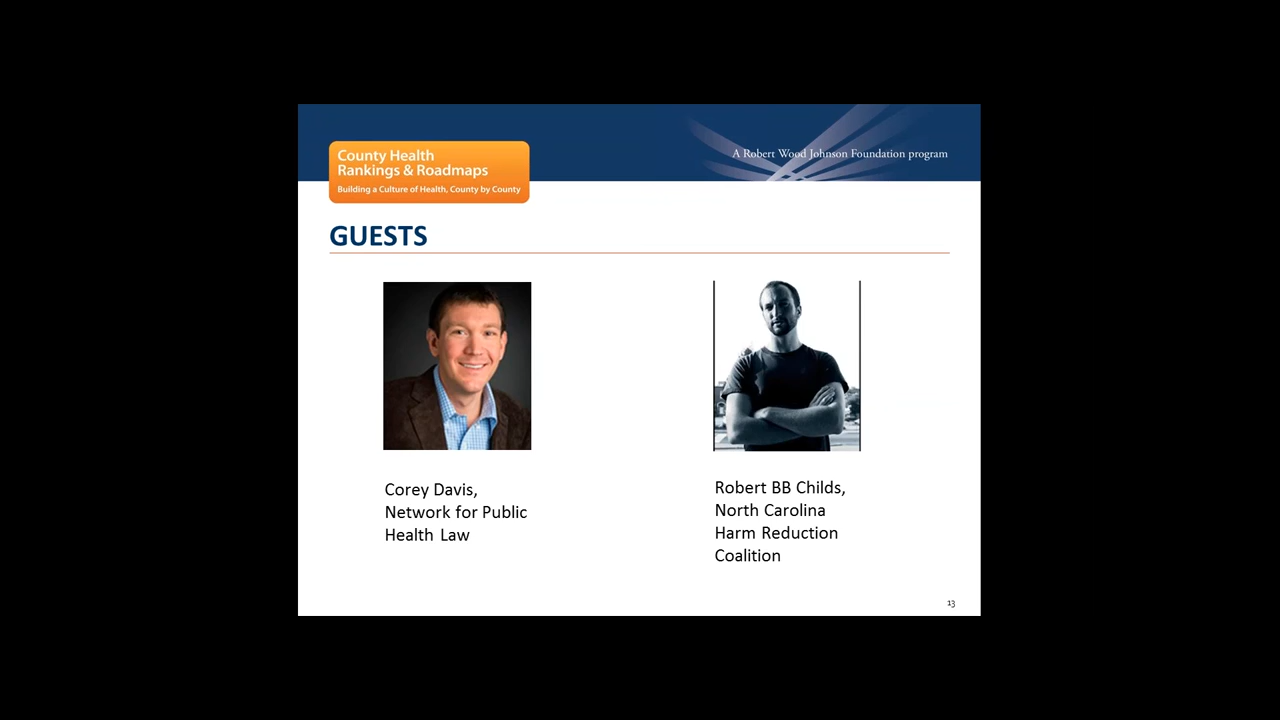 County Health
Rankings & Roadmaps
Building a Culture of Health, County by County
A Robert Wood Johnson Foundation program
GUESTS
Corey Davis,
Network for Public
Health Law
Robert BB Childs,
North Carolina
Harm Reduction
Coalition
13